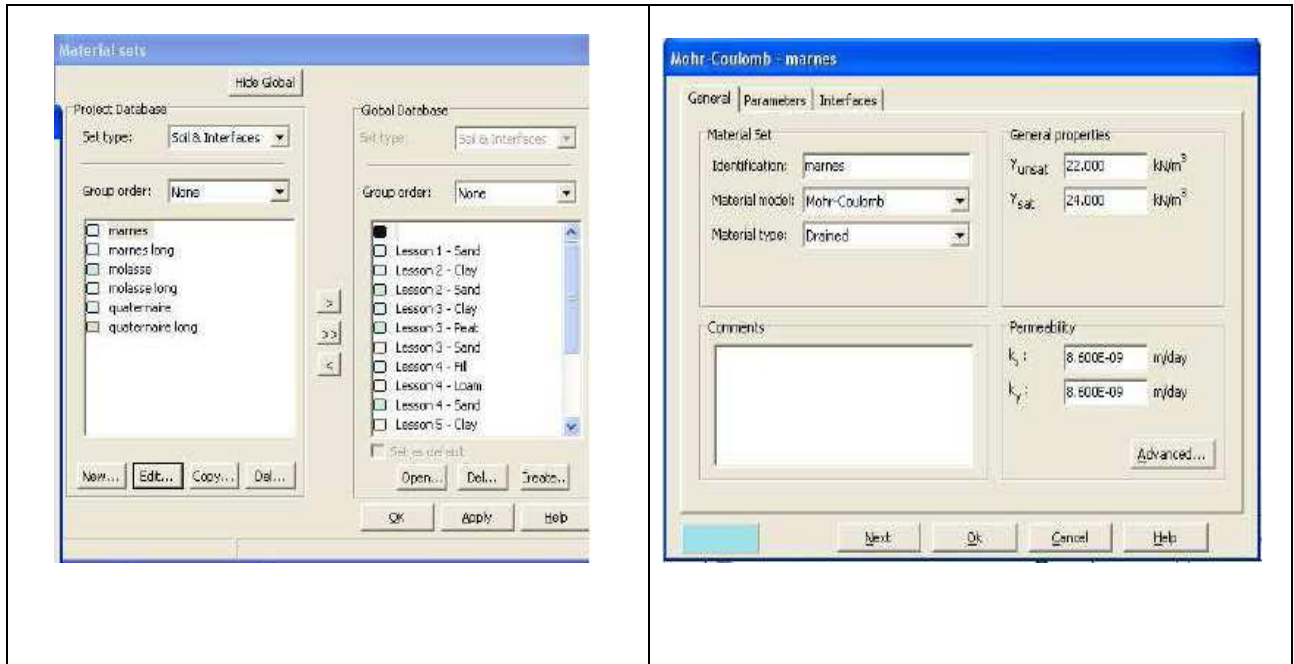 Material sets
Hide Global
Project Database
Set type: Soil & Interfaces
Group order: None
marnes
marnes long
molasse
molasse long
quaternaire
quaternaire long
New... Edit... Copy... Del...
>
>>
<
Global Database
Set type: Soil & Interfaces
Group order: None
Lesson 1 - Sand
Lesson 2 - Clay
Lesson 2 - Sand
Lesson 3 - Clay
Lesson 3 - Peat
Lesson 3 - Sand
Lesson 4 - Fill
Lesson 4 - Loam
Lesson 4 - Sand
Lesson 5 - Clay
Set as default
Open... Del... Create..
OK Apply Help
Mohr-Coulomb - marnes
General Parameters Interfaces
Material Set
Identification: marnes
Material model: Mohr-Coulomb
Material type: Drained
General properties
γunsat 22.000 kN/m³
γsat 24.000 kN/m³
Comments
Permeability
kₓ : 8.600E-09 m/day
ky : 8.600E-09 m/day
Advanced...
Next Ok Cancel Help